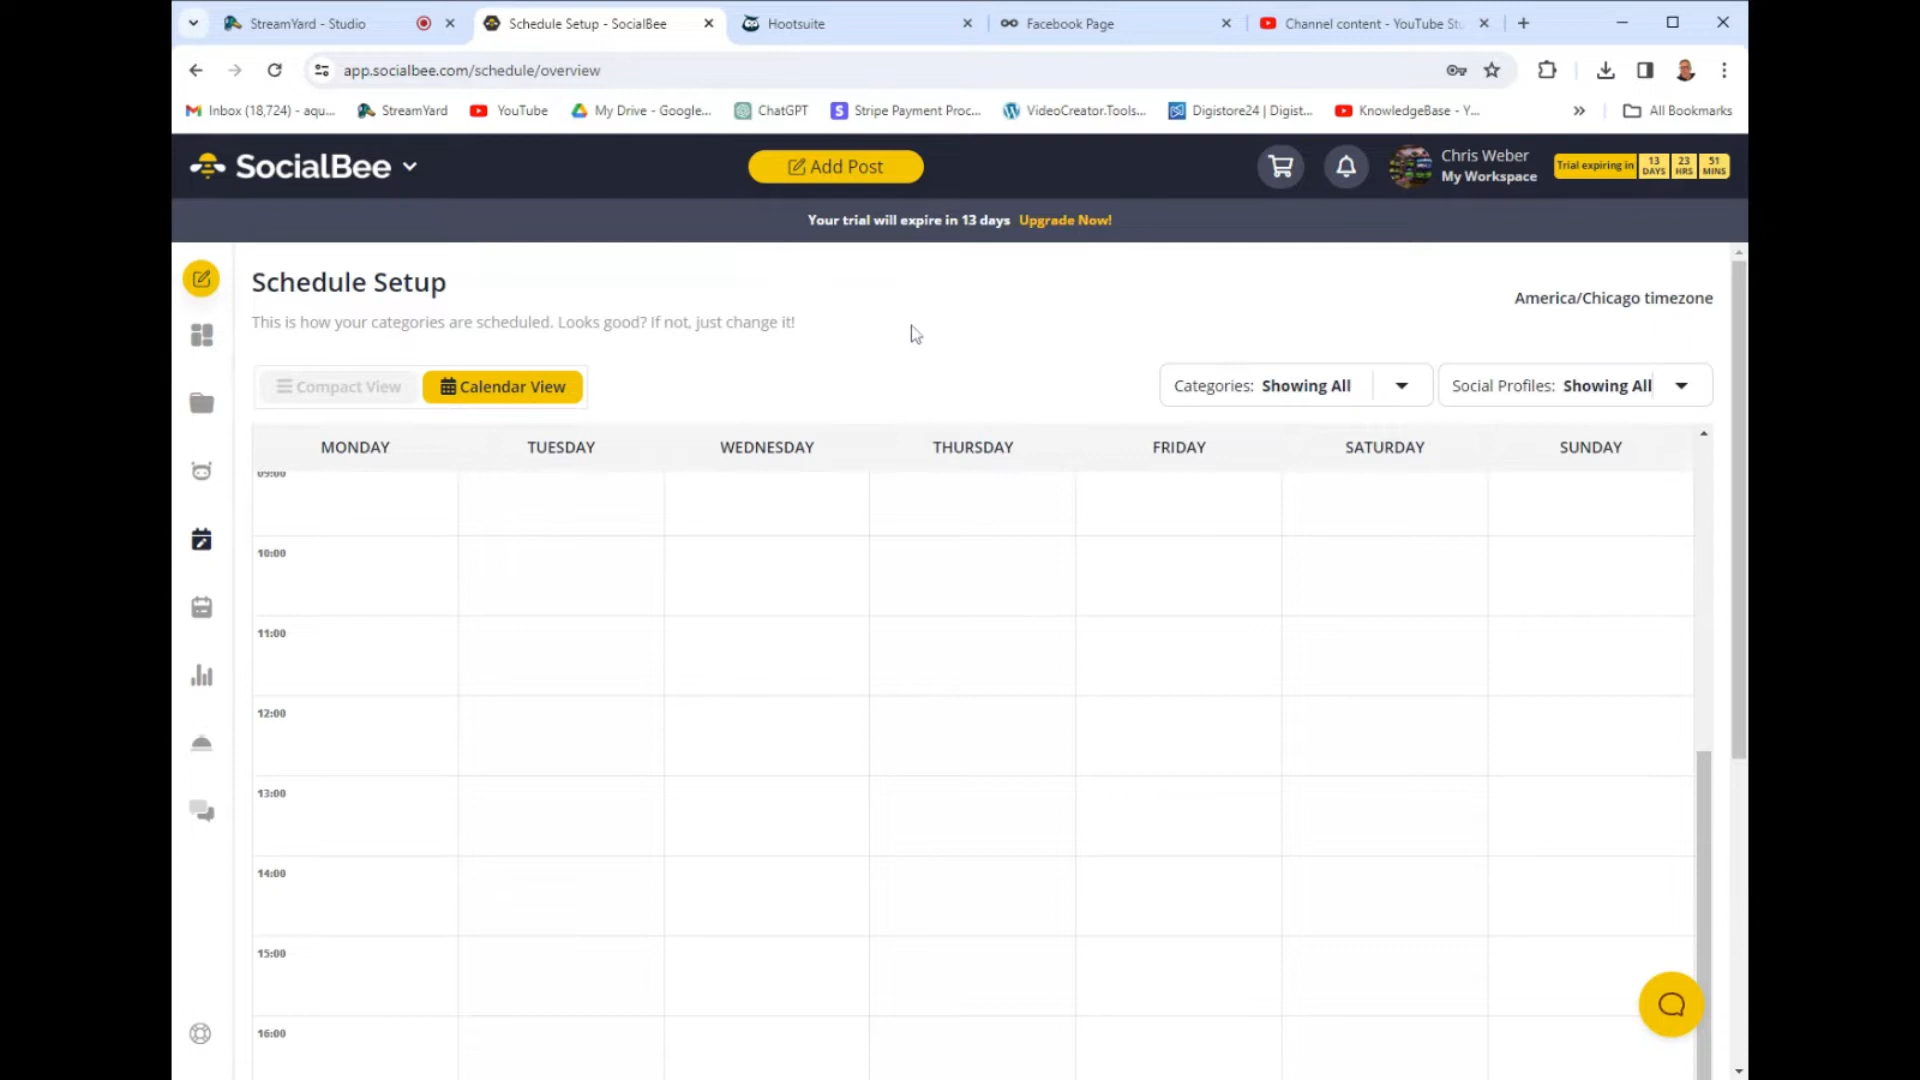 StreamYard - Studio
Schedule Setup - SocialBee
Hootsuite
Facebook Page
Channel content - YouTube Stu
app.socialbee.com/schedule/overview
Inbox (18,724) - aqu...
StreamYard
YouTube
My Drive - Google...
ChatGPT
Stripe Payment Proc...
VideoCreator.Tools...
Digistore24 | Digist...
KnowledgeBase - Y...
All Bookmarks
SocialBee
Add Post
Chris Weber
My Workspace
Trial expiring in
13 DAYS
23 HRS
51 MINS
Your trial will expire in 13 days Upgrade Now!
Schedule Setup
America/Chicago timezone
This is how your categories are scheduled. Looks good? If not, just change it!
Compact View
Calendar View
Categories: Showing All
Social Profiles: Showing All
MONDAY
TUESDAY
WEDNESDAY
THURSDAY
FRIDAY
SATURDAY
SUNDAY
09:00
10:00
11:00
12:00
13:00
14:00
15:00
16:00